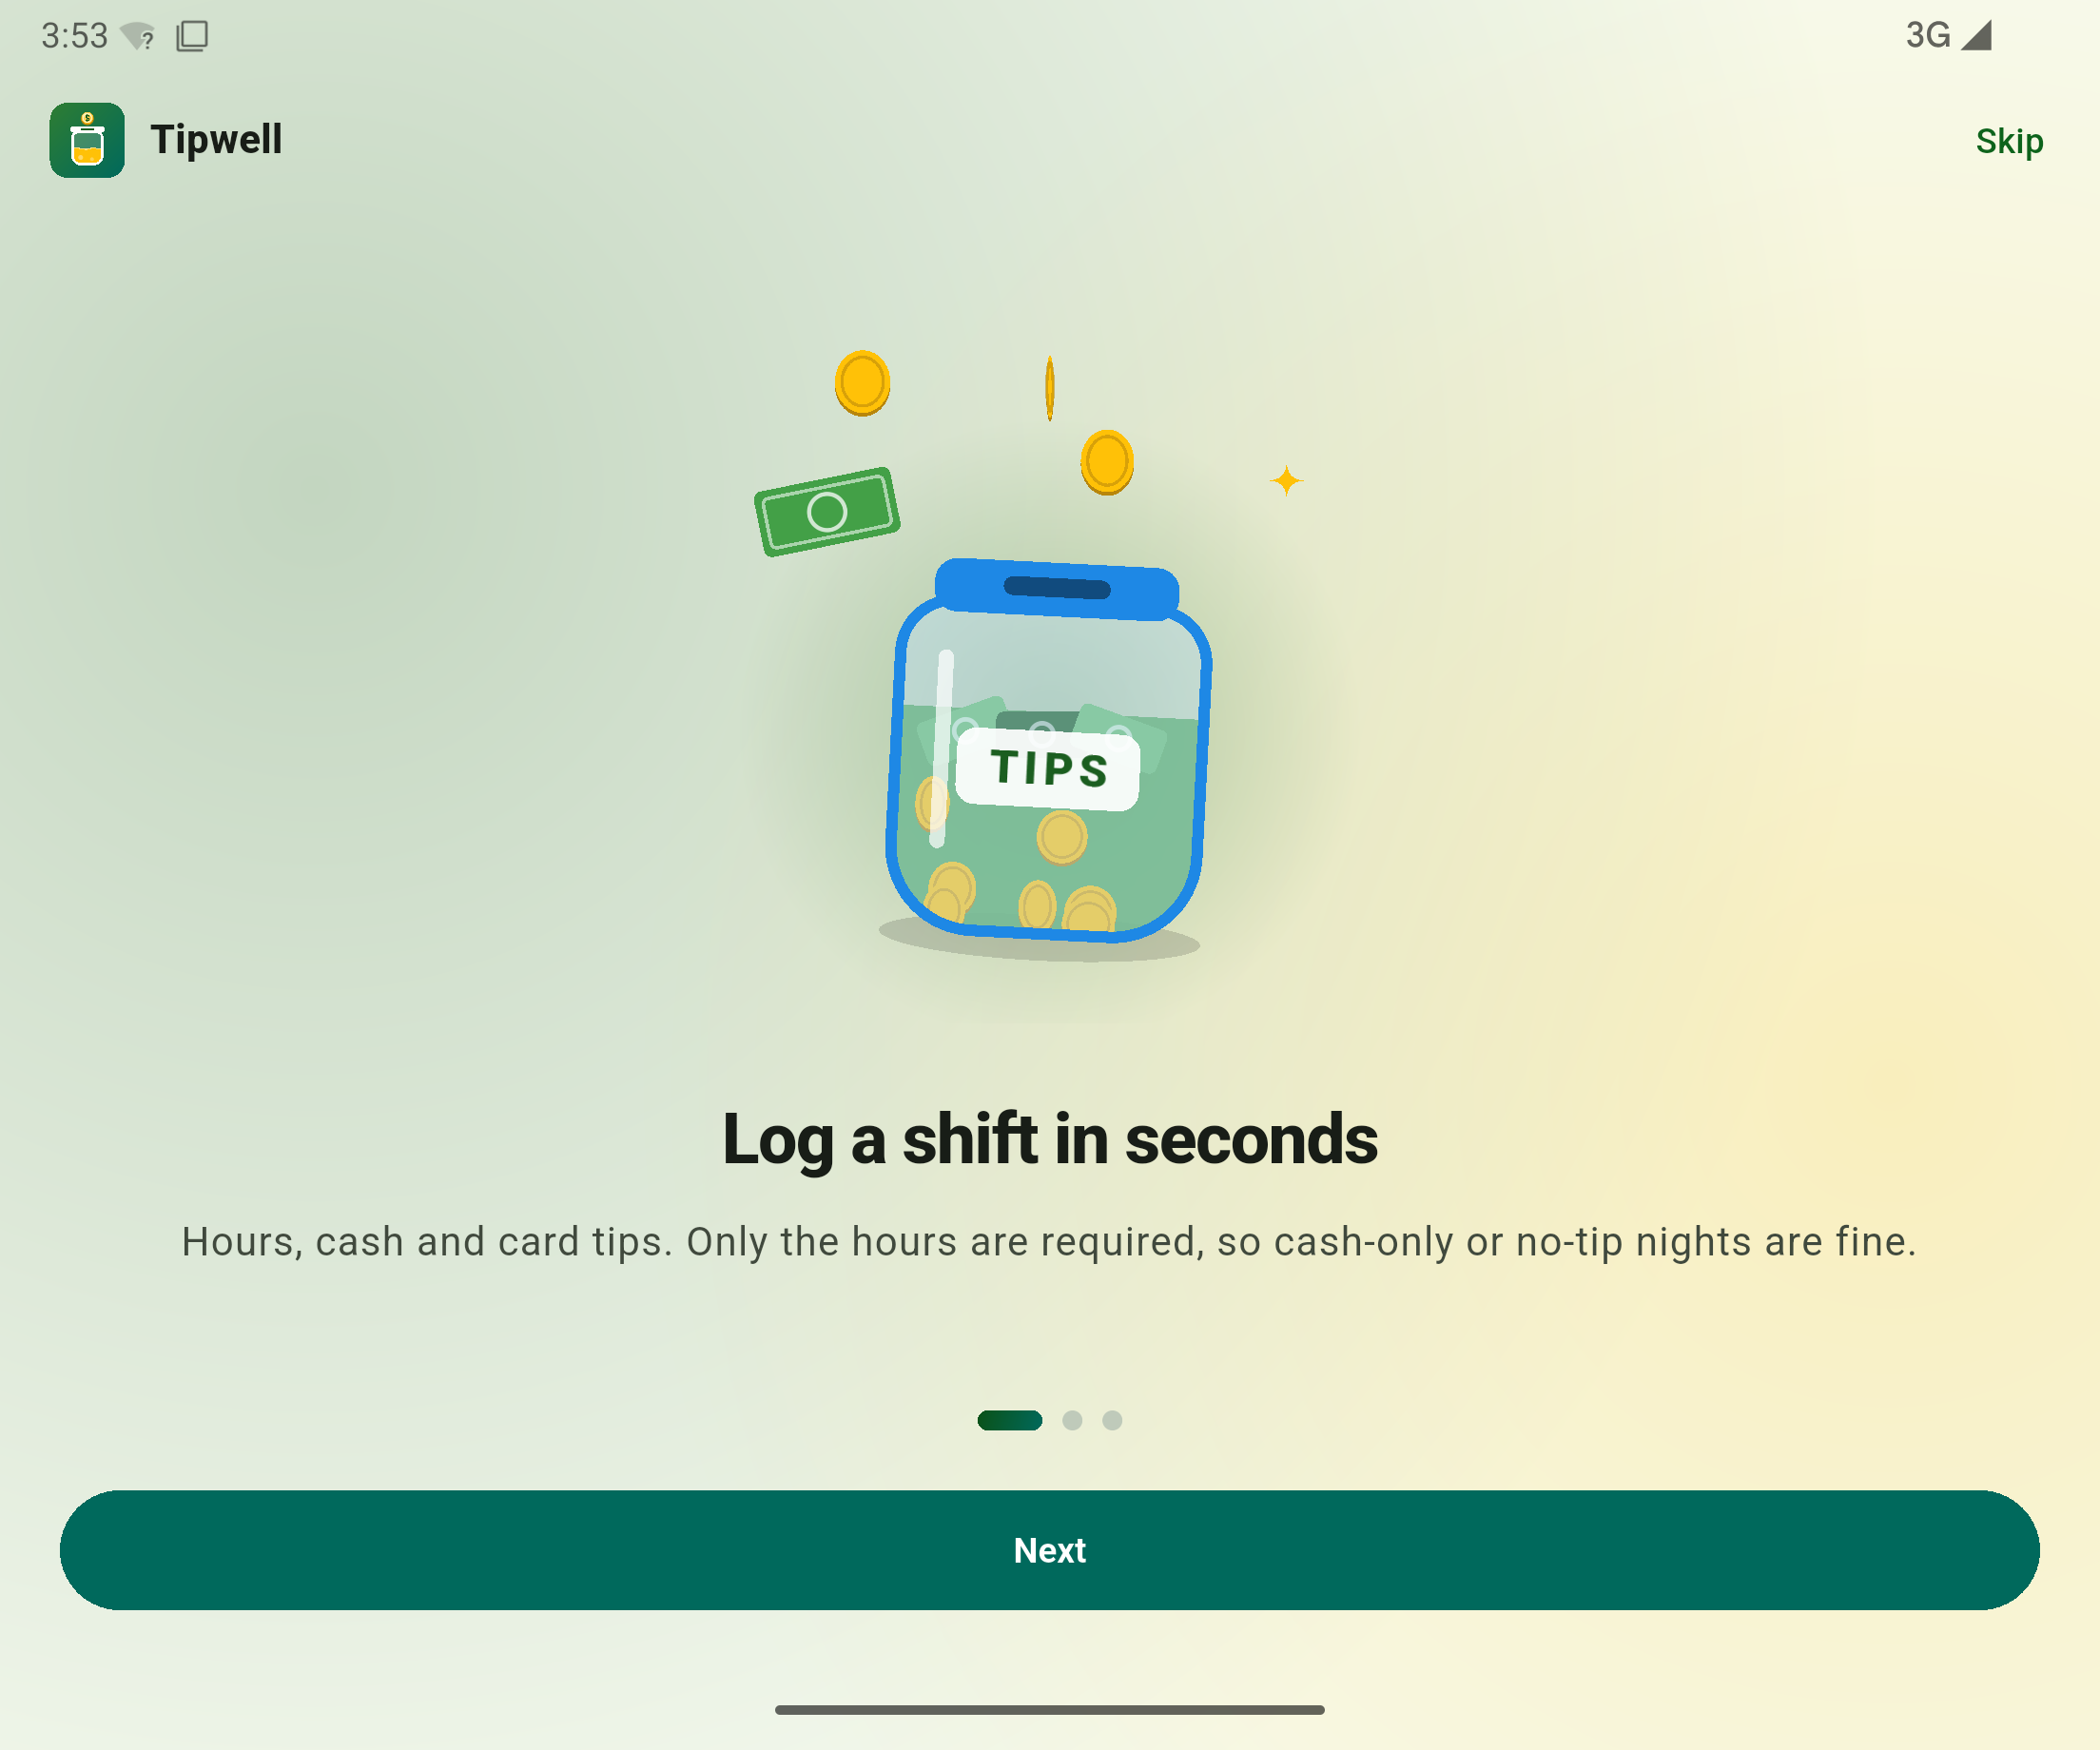 3:53
3G
Tipwell
Skip
TIPS
Log a shift in seconds
Hours, cash and card tips. Only the hours are required, so cash-only or no-tip nights are fine.
Next